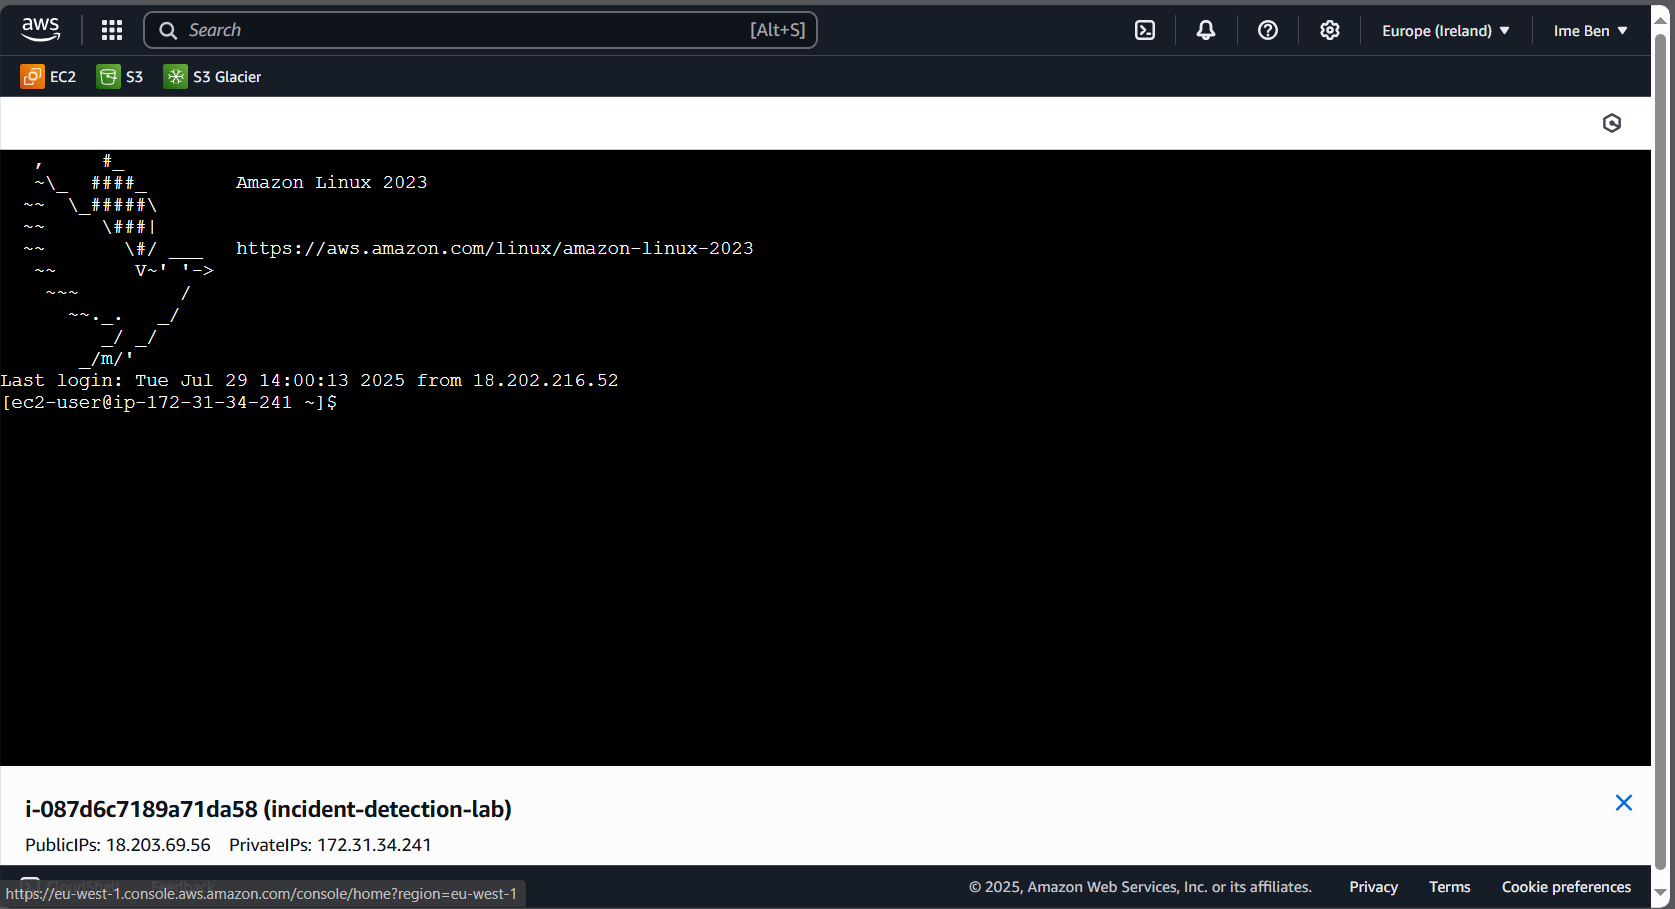 aws Search [Alt+S] Europe (Ireland) Ime Ben
EC2 S3 S3 Glacier
   ,     #_
   ~\_  ####_        Amazon Linux 2023
  ~~  \_#####\
  ~~     \###|
  ~~       \#/ ___   https://aws.amazon.com/linux/amazon-linux-2023
   ~~       V~' '->
    ~~~         /
      ~~._.   _/
         _/ _/
       _/m/'
Last login: Tue Jul 29 14:00:13 2025 from 18.202.216.52
[ec2-user@ip-172-31-34-241 ~]$
i-087d6c7189a71da58 (incident-detection-lab)
PublicIPs: 18.203.69.56 PrivateIPs: 172.31.34.241
CloudShell Feedback © 2025, Amazon Web Services, Inc. or its affiliates. Privacy Terms Cookie preferences
https://eu-west-1.console.aws.amazon.com/console/home?region=eu-west-1